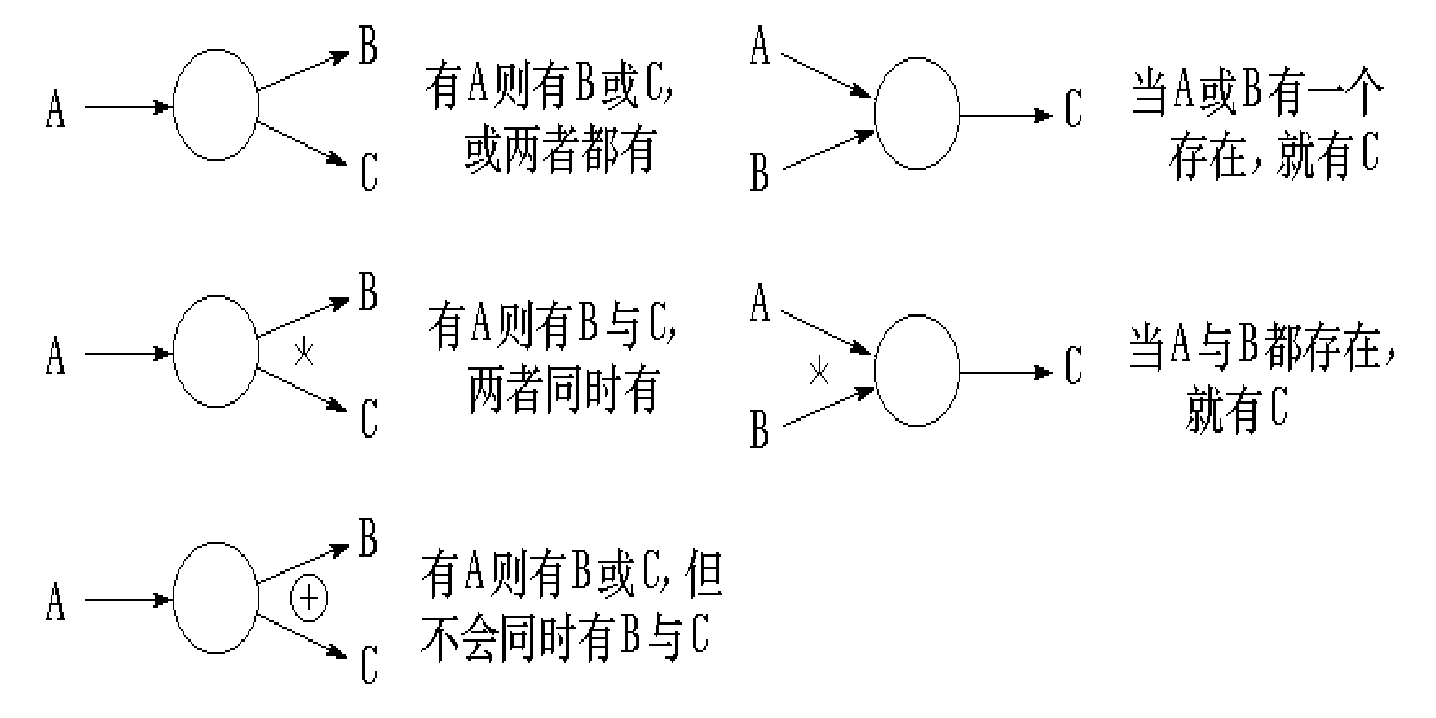 A
B
C
有A则有B或C,
或两者都有
A
B
C
当A或B有一个
存在,就有C
A
B
*
C
有A则有B与C,
两者同时有
A
*
B
C
当A与B都存在,
就有C
A
B
+
C
有A则有B或C,但
不会同时有B与C